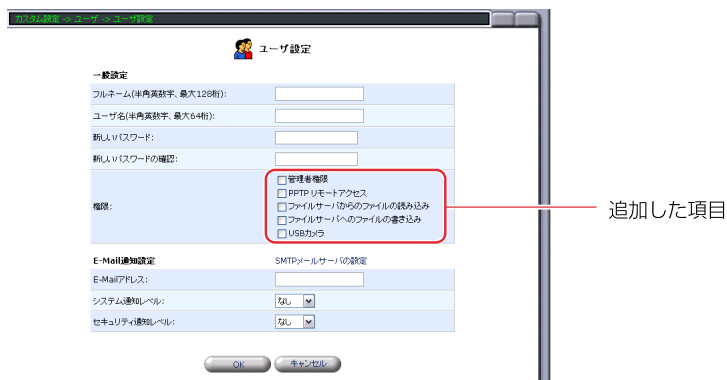 カスタム設定 -> ユーザ -> ユーザ設定
ユーザ設定
一般設定
フルネーム(半角英数字、最大128桁):
ユーザ名(半角英数字、最大64桁):
新しいパスワード:
新しいパスワードの確認:
権限:
管理者権限
PPTP リモートアクセス
ファイルサーバからのファイルの読み込み
ファイルサーバへのファイルの書き込み
USBカメラ
追加した項目
E-Mail通知設定 SMTPメールサーバの設定
E-Mailアドレス:
システム通知レベル: なし
セキュリティ通知レベル: なし
OK キャンセル